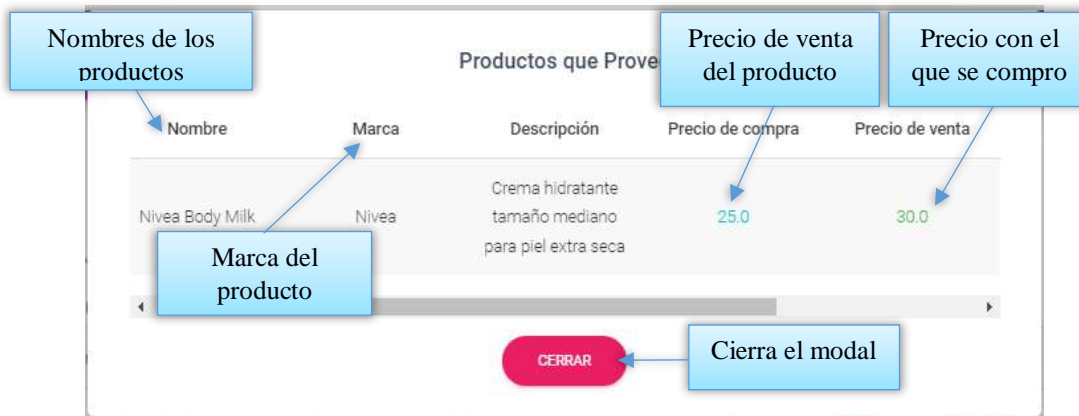 Nombres de los
productos
Productos que Prove
Precio de venta
del producto
Precio con el
que se compro
Nombre Marca Descripción Precio de compra Precio de venta
Nivea Body Milk Nivea Crema hidratante
tamaño mediano
para piel extra seca
25.0 30.0
Marca del
producto
CERRAR
Cierra el modal